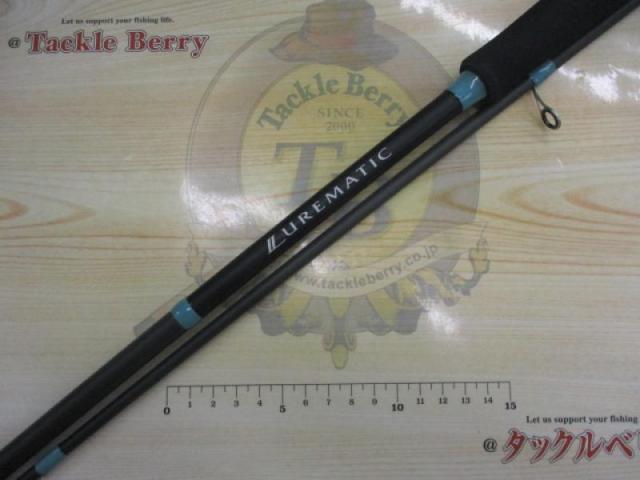 Let us support your fishing life.
@ Tackle Berry
Tackle Berry
SINCE
2000
TB
LUREMATIC
www.tackleberry.co.jp
0 1 2 3 4 5 6 7 8 9 10 11 12 13 14 15
Let us support your fishing
@ タックルベ